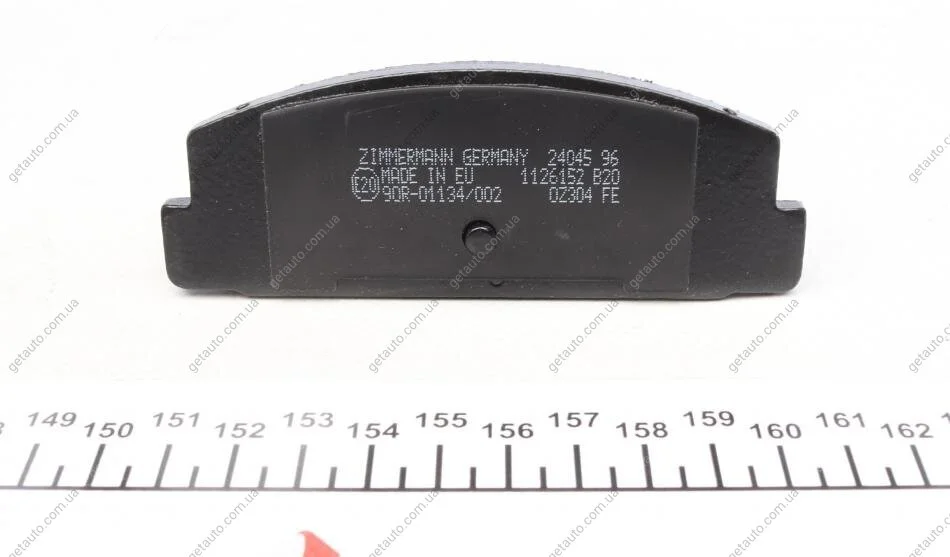 ZIMMERMANN GERMANY 24045 96
MADE IN EU 1126152 B20
E20 90R-01134/002 0Z304 FE
149 150 151 152 153 154 155 156 157 158 159 160 161 162
getauto.com.ua